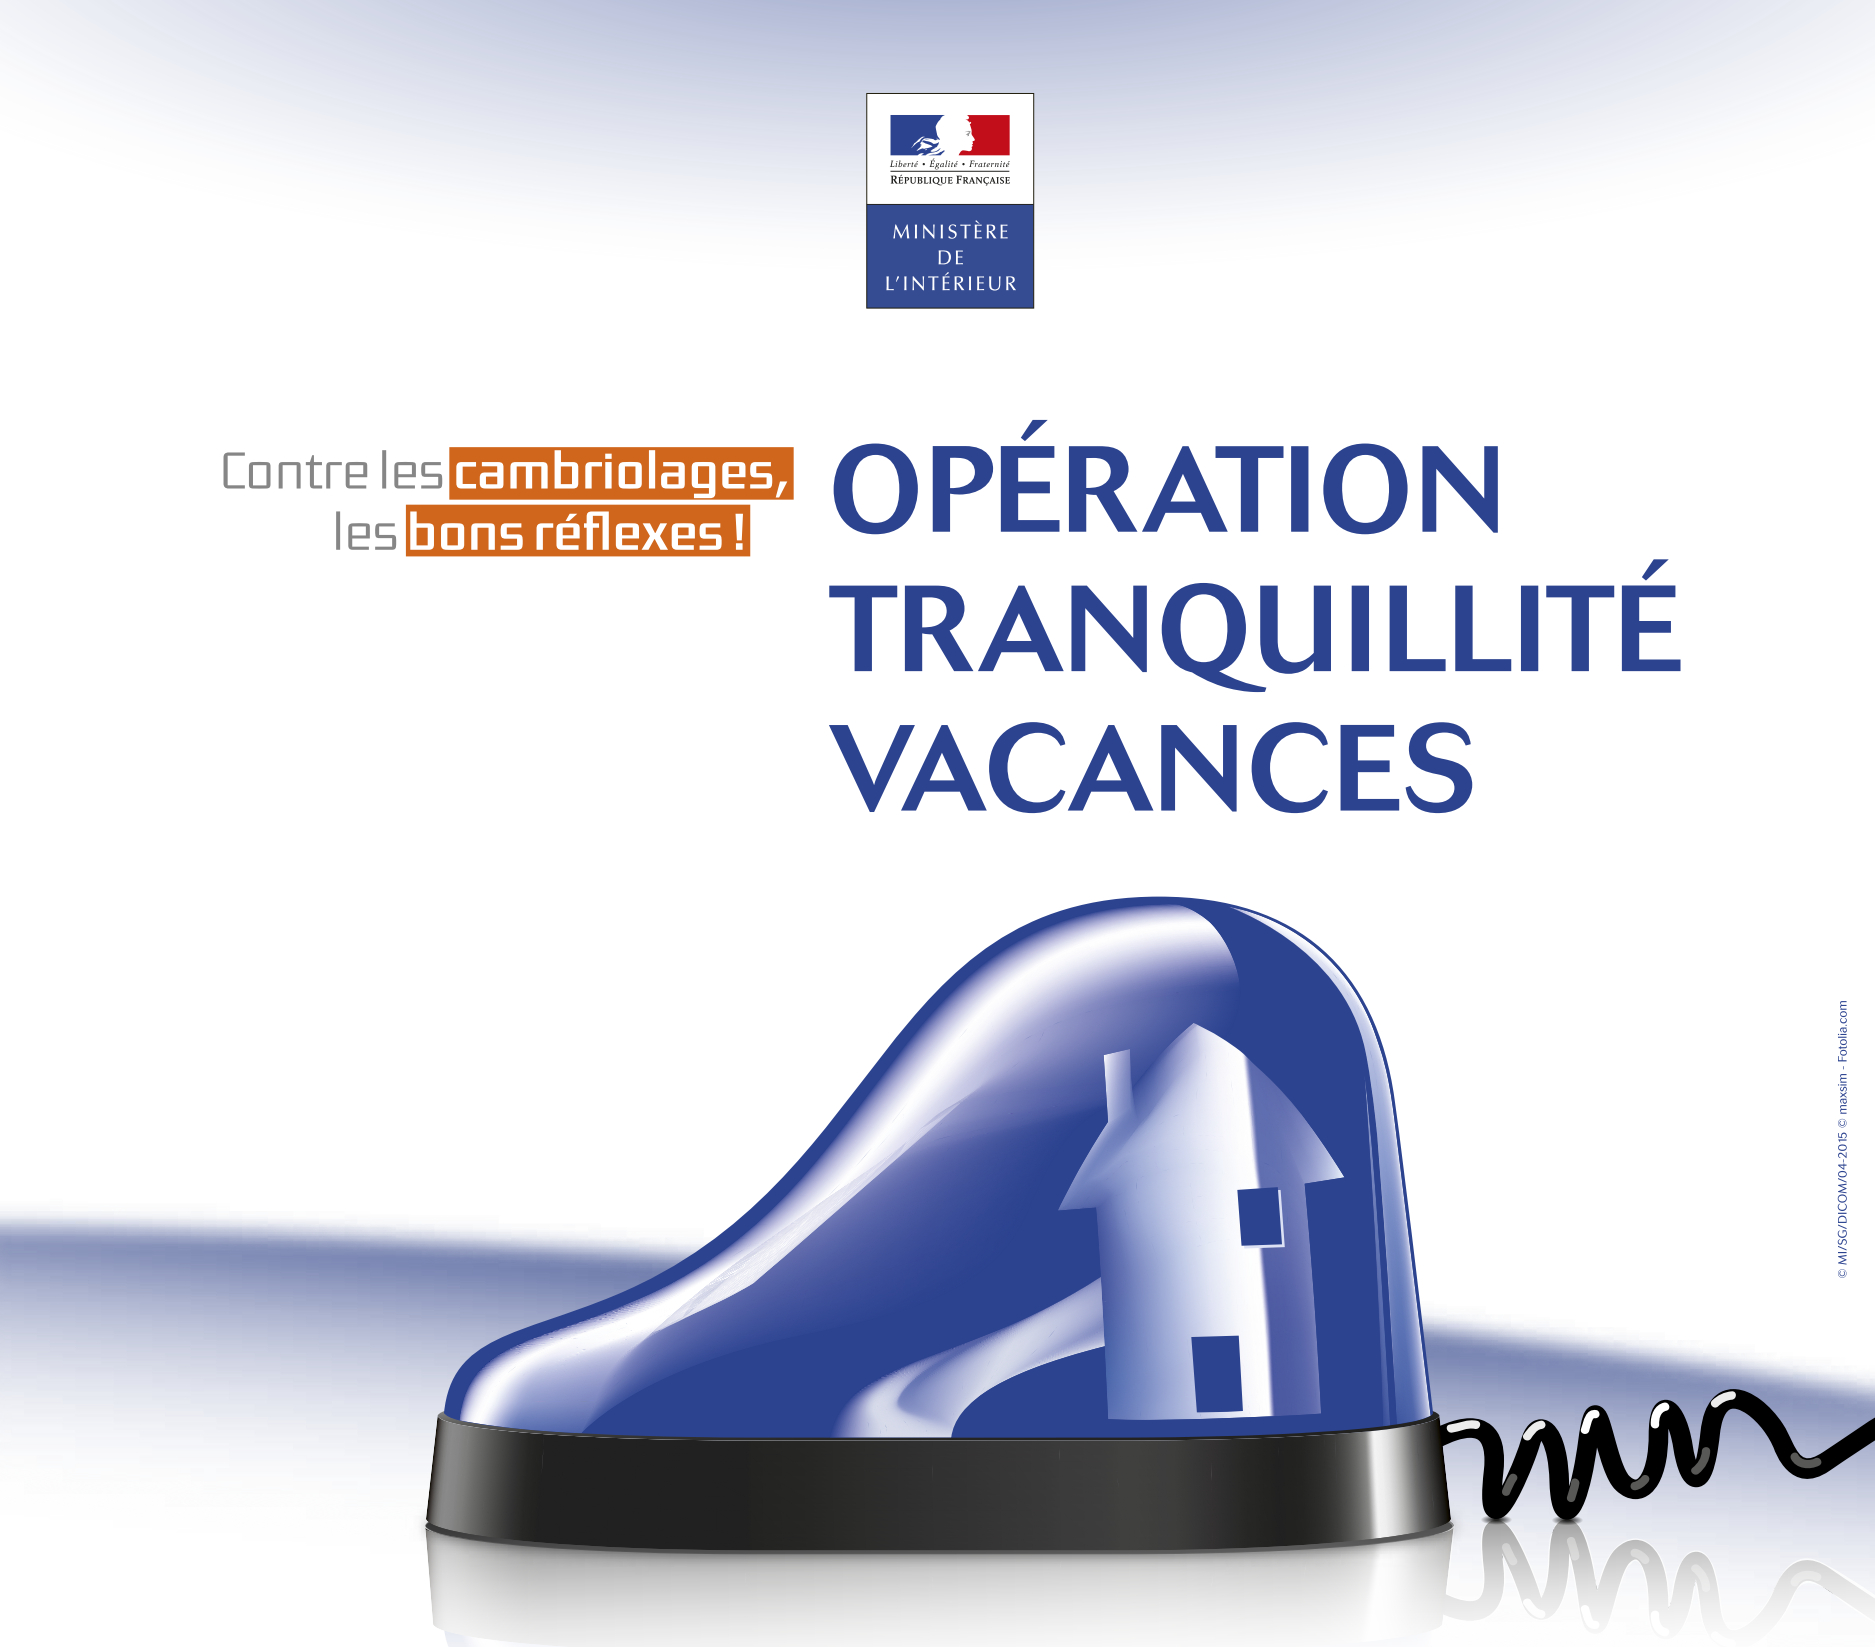 Liberté • Égalité • Fraternité
RÉPUBLIQUE FRANÇAISE
MINISTÈRE
DE
L'INTÉRIEUR
Contre les cambriolages,
les bons réflexes !
OPÉRATION
TRANQUILLITÉ
VACANCES
© MI/SG/DICOM/04-2015 © maxsim - Fotolia.com